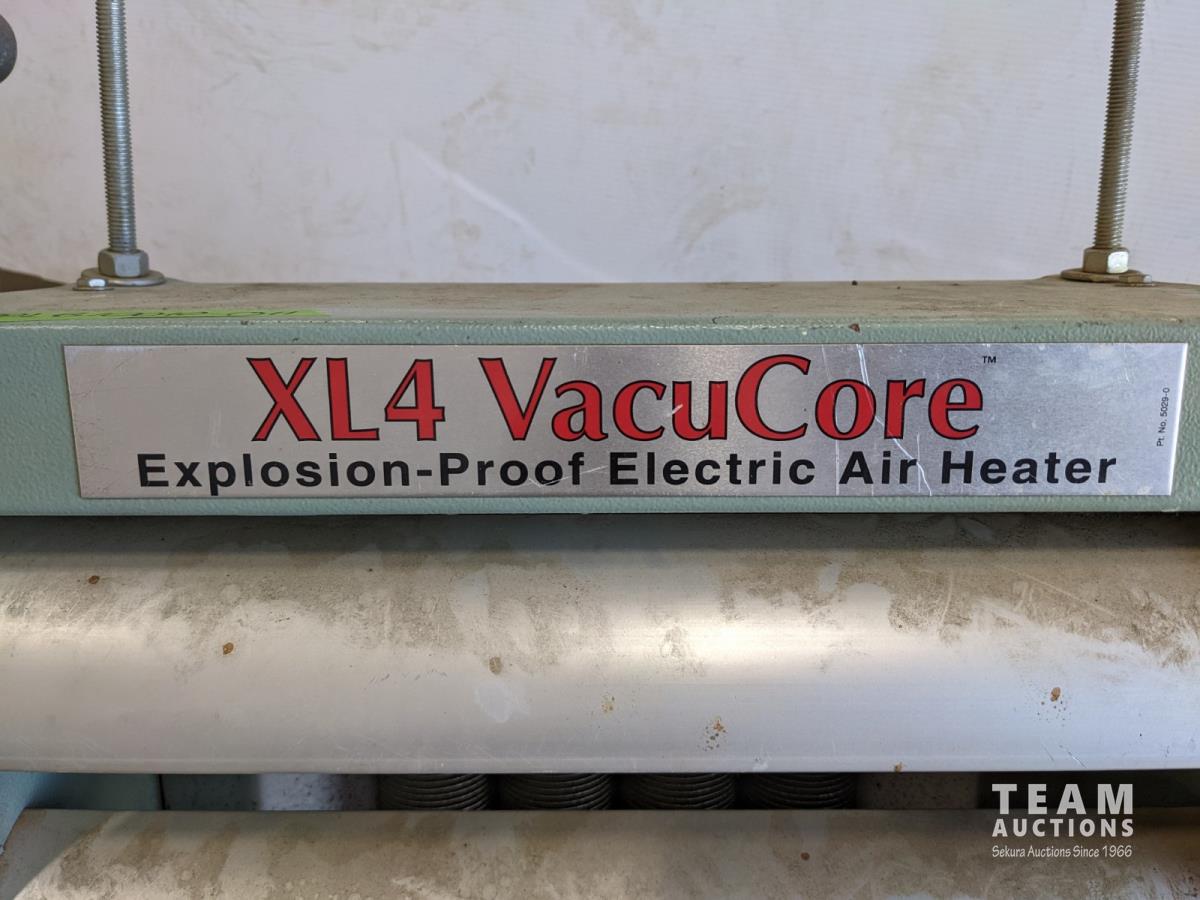 XL4 VacuCore™
Explosion-Proof Electric Air Heater
Pt. No. 5029-0
TEAM
AUCTIONS
Sekura Auctions Since 1966